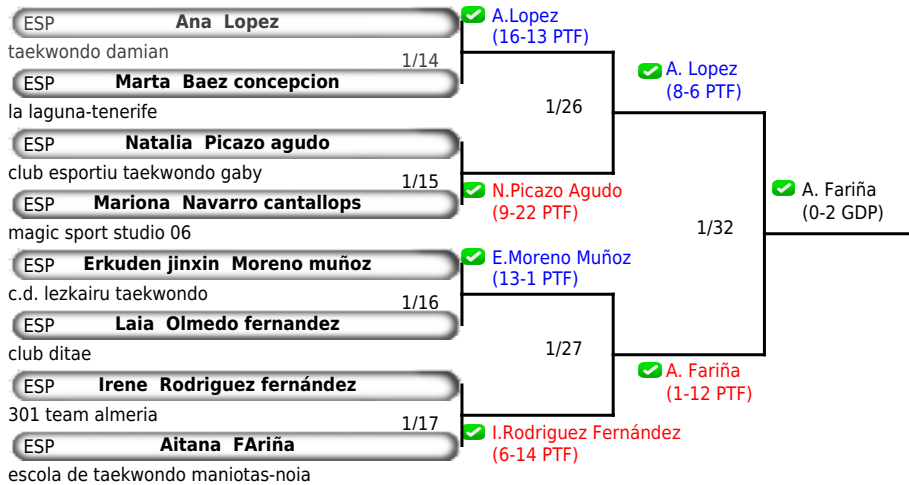 ESP Ana Lopez
taekwondo damian
1/14
ESP Marta Baez concepcion
la laguna-tenerife
ESP Natalia Picazo agudo
club esportiu taekwondo gaby
1/15
ESP Mariona Navarro cantallops
magic sport studio 06
ESP Erkuden jinxin Moreno muñoz
c.d. lezkairu taekwondo
1/16
ESP Laia Olmedo fernandez
club ditae
ESP Irene Rodriguez fernández
301 team almeria
1/17
ESP Aitana FAriña
escola de taekwondo maniotas-noia
A.Lopez
(16-13 PTF)
1/26
N.Picazo Agudo
(9-22 PTF)
E.Moreno Muñoz
(13-1 PTF)
1/27
I.Rodriguez Fernández
(6-14 PTF)
A. Lopez
(8-6 PTF)
1/32
A. Fariña
(1-12 PTF)
A. Fariña
(0-2 GDP)